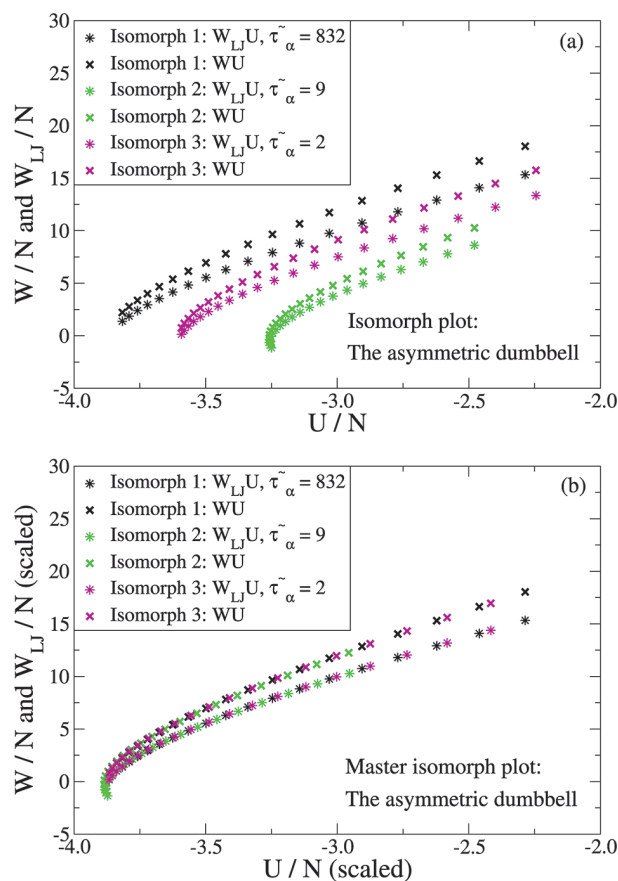 30
25
20
15
10
5
0
-5
W / N and W_LJ / N
* Isomorph 1: W_LJU, τ̃_α = 832
× Isomorph 1: WU
* Isomorph 2: W_LJU, τ̃_α = 9
× Isomorph 2: WU
* Isomorph 3: W_LJU, τ̃_α = 2
× Isomorph 3: WU
(a)
Isomorph plot:
The asymmetric dumbbell
-4.0 -3.5 -3.0 -2.5 -2.0
U / N
30
25
20
15
10
5
0
-5
W / N and W_LJ / N (scaled)
* Isomorph 1: W_LJU, τ̃_α = 832
× Isomorph 1: WU
* Isomorph 2: W_LJU, τ̃_α = 9
× Isomorph 2: WU
* Isomorph 3: W_LJU, τ̃_α = 2
× Isomorph 3: WU
(b)
Master isomorph plot:
The asymmetric dumbbell
-4.0 -3.5 -3.0 -2.5 -2.0
U / N (scaled)